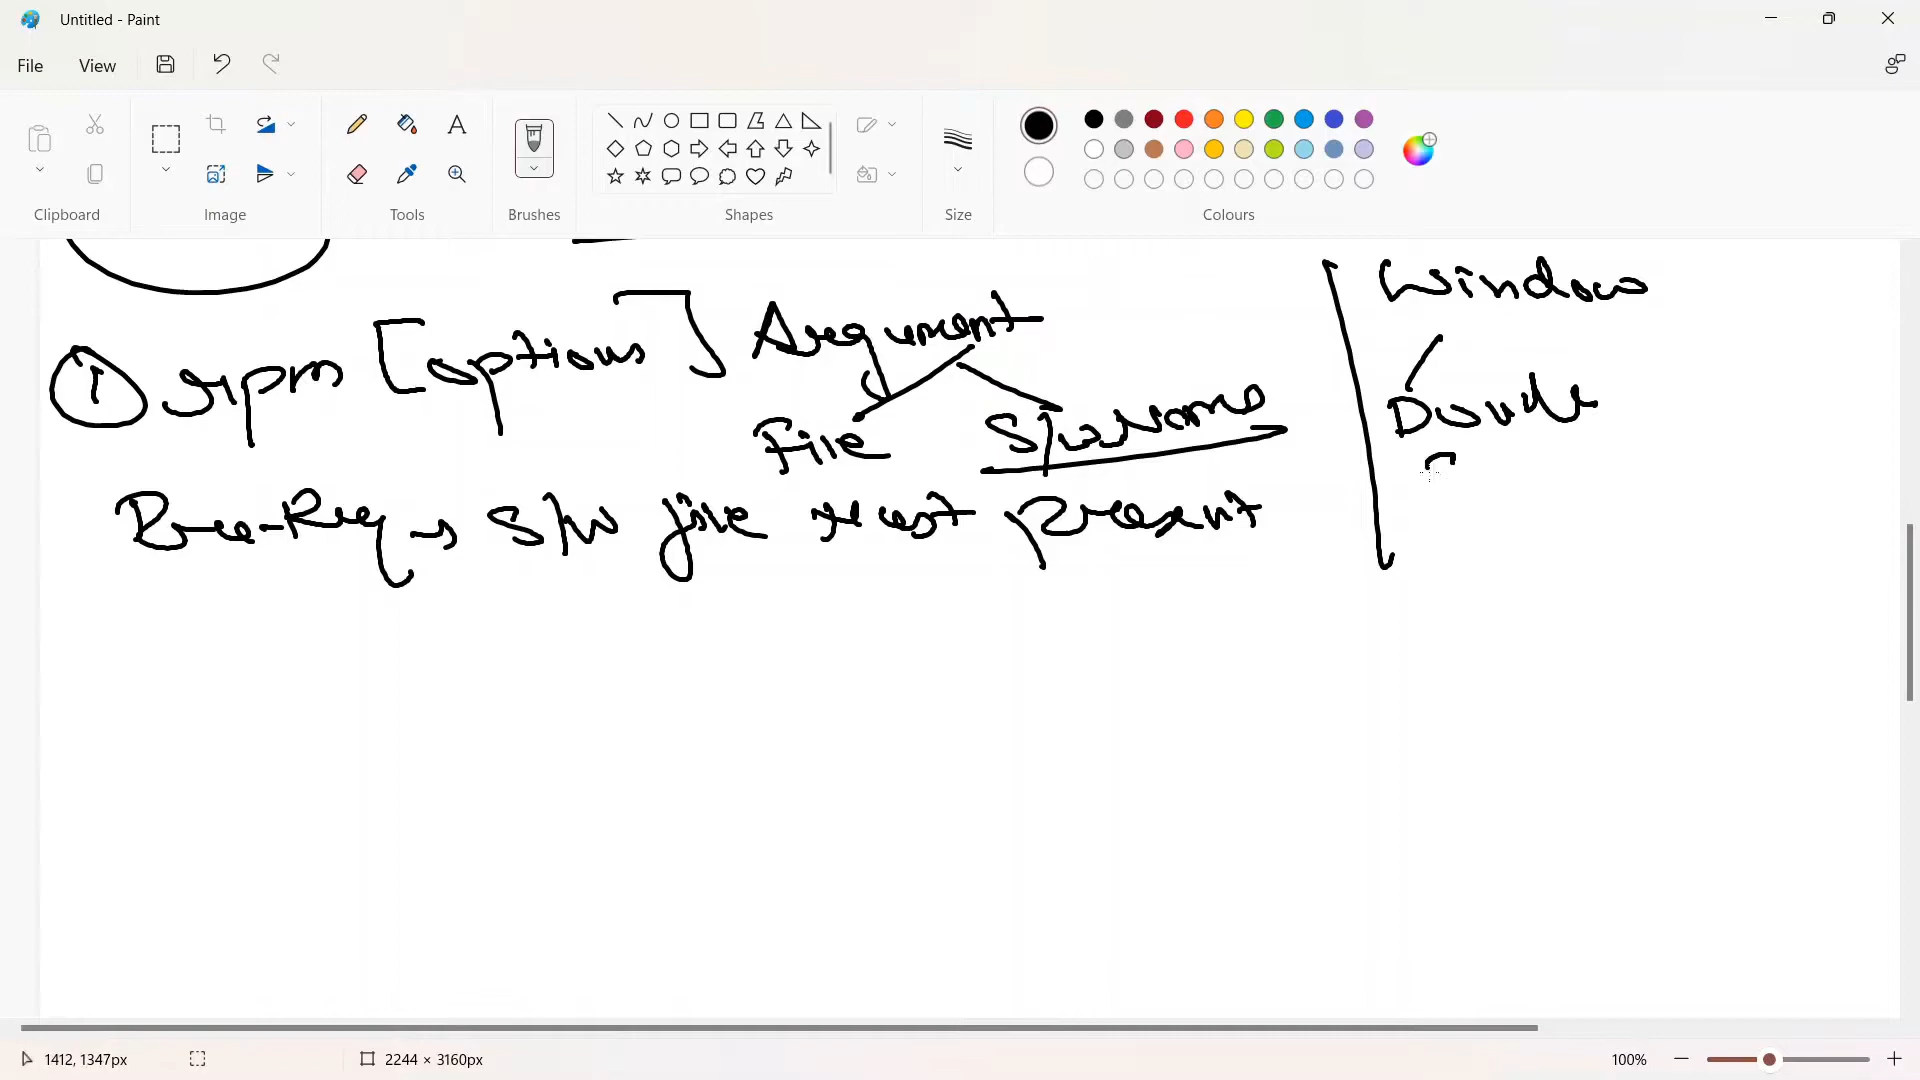 Untitled - Paint
File View
Clipboard Image Tools Brushes Shapes Size Colours
Window
① rpm [options] Argument
File S/w Name
Double
Pre-Req → S/w file must present
1412, 1347px 2244 × 3160px 100%